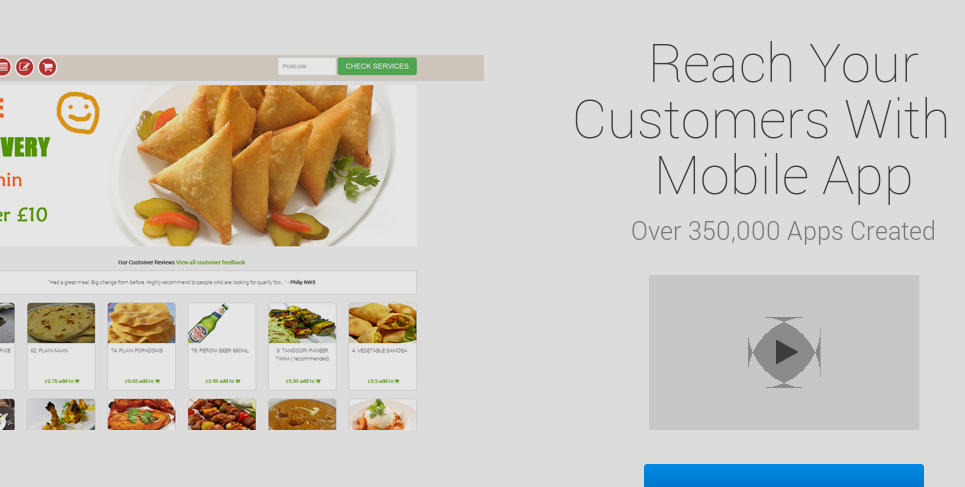 Postcode
CHECK SERVICES
VERY
er £10
Our Customer Reviews View all customer feedback
"Had a great meal. Big change from before. Highly recommend to people who are looking for quality foo..." - Philip NW8
62. PLAIN NAAN
74. PLAIN POPADOMS
76. PERONI BEER 660ML
3. TANDOORI PANEER
TIKKA ( recommended)
4. VEGETABLE SAMOSA
£2.75 add to
£0.65 add to
£3.95 add to
£5.95 add to
£3.5 add to
Reach Your
Customers With
Mobile App
Over 350,000 Apps Created